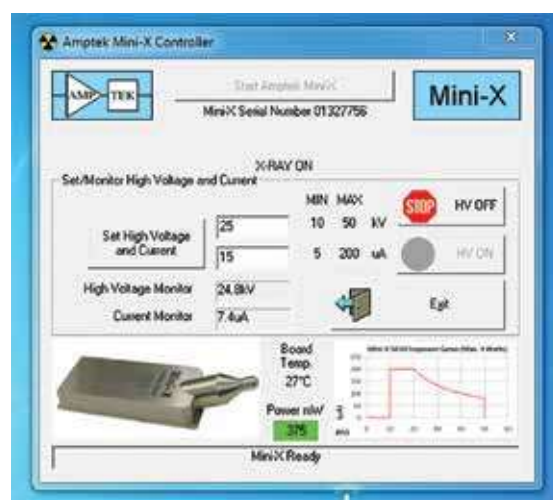 Amptek Mini-X Controller
AMP TEK
Start Amptek Mini-X
Mini-X
Mini-X Serial Number 01327756
X-RAY ON
Set/Monitor High Voltage and Current
MIN MAX
25
10 50 kV
STOP
HV OFF
Set High Voltage
and Current
15
5 200 uA
HV ON
High Voltage Monitor
24.8kV
Current Monitor
7.4uA
Exit
Board
Temp.
27°C
Power mW
375
Mini-X Ready